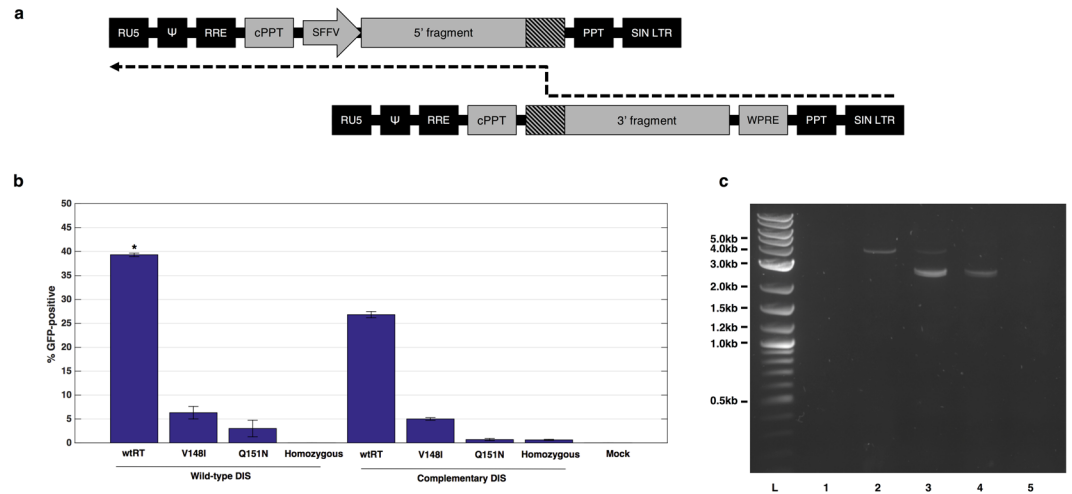 a
RU5 Ψ RRE cPPT SFFV 5' fragment PPT SIN LTR
RU5 Ψ RRE cPPT 3' fragment WPRE PPT SIN LTR
b
% GFP-positive
50
45
40
35
30
25
20
15
10
5
0
*
wtRT V148I Q151N Homozygous wtRT V148I Q151N Homozygous Mock
Wild-type DIS Complementary DIS
c
5.0kb
4.0kb
3.0kb
2.0kb
1.5kb
1.2kb
1.0kb
0.5kb
L 1 2 3 4 5